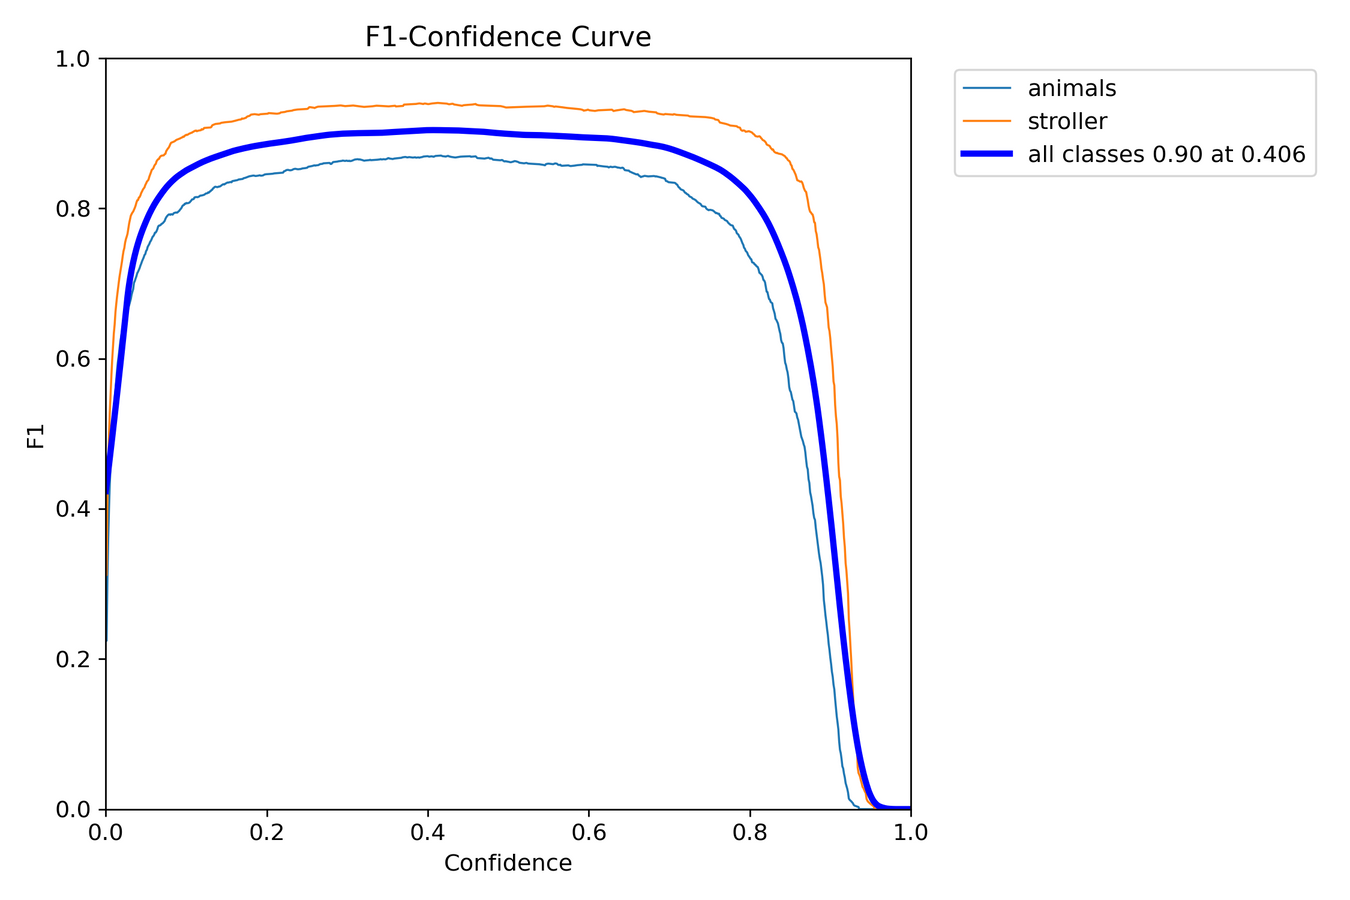 F1-Confidence Curve
animals
stroller
all classes 0.90 at 0.406
1.0
0.8
0.6
0.4
0.2
0.0
F1
0.0 0.2 0.4 0.6 0.8 1.0
Confidence